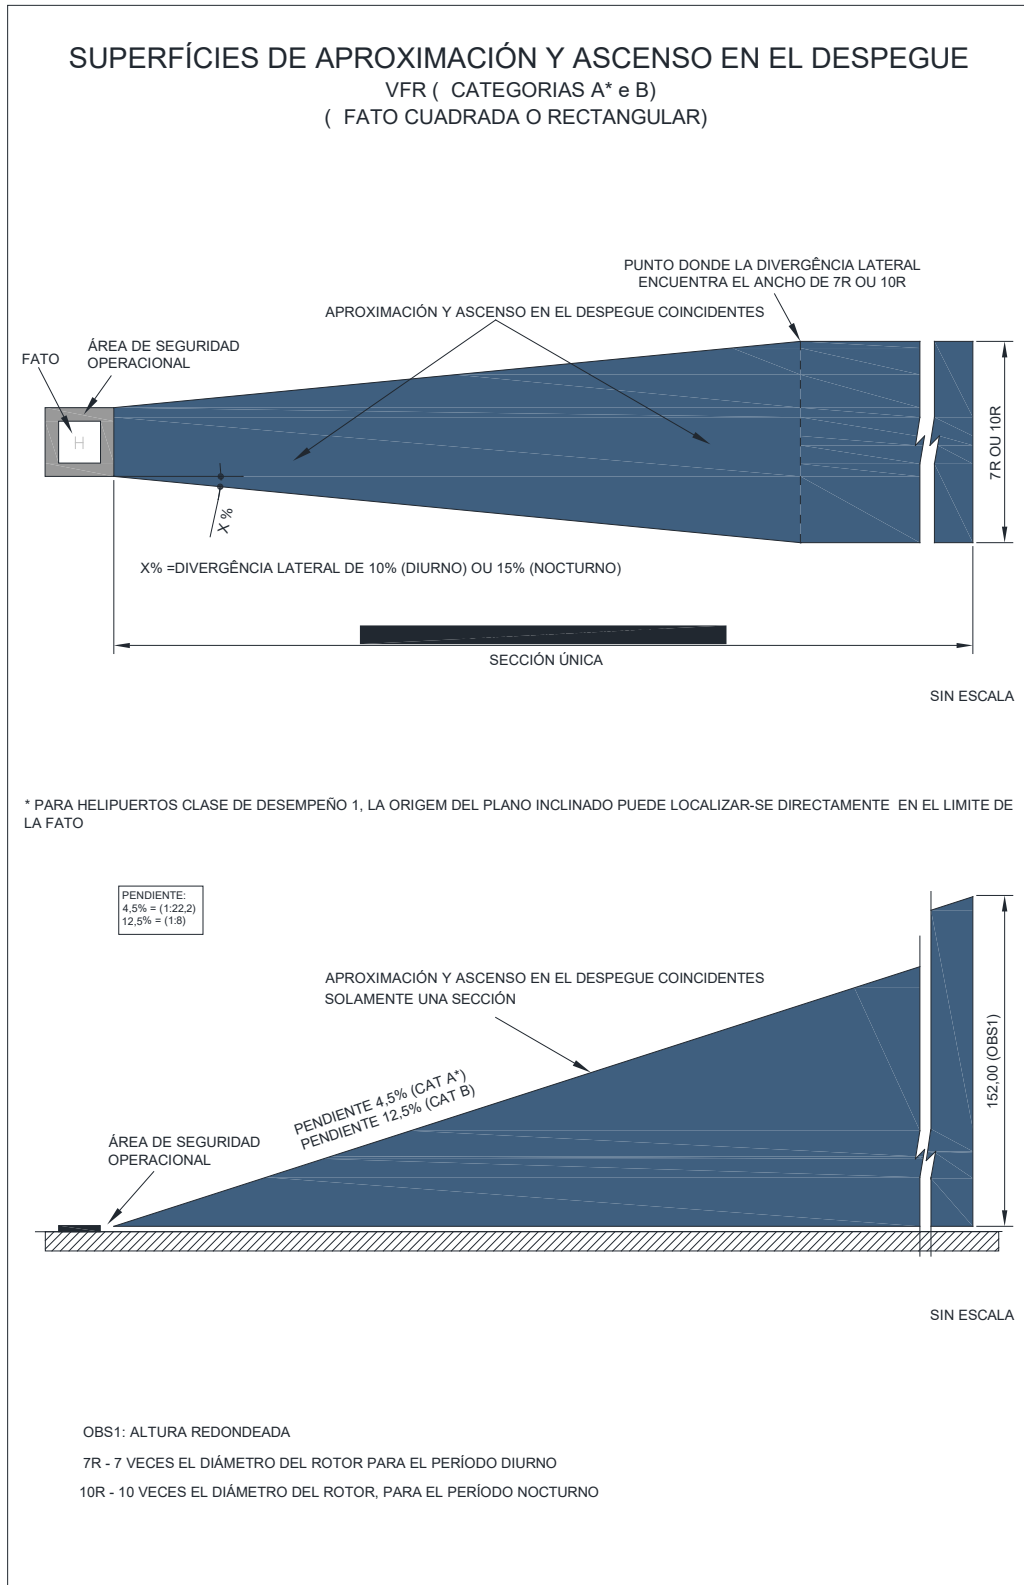 SUPERFÍCIES DE APROXIMACIÓN Y ASCENSO EN EL DESPEGUE
VFR ( CATEGORIAS A* e B)
( FATO CUADRADA O RECTANGULAR)
PUNTO DONDE LA DIVERGÊNCIA LATERAL
ENCUENTRA EL ANCHO DE 7R OU 10R
APROXIMACIÓN Y ASCENSO EN EL DESPEGUE COINCIDENTES
FATO
ÁREA DE SEGURIDAD
OPERACIONAL
H
7R OU 10R
X %
X% =DIVERGÊNCIA LATERAL DE 10% (DIURNO) OU 15% (NOCTURNO)
SECCIÓN ÚNICA
SIN ESCALA
* PARA HELIPUERTOS CLASE DE DESEMPEÑO 1, LA ORIGEM DEL PLANO INCLINADO PUEDE LOCALIZAR-SE DIRECTAMENTE EN EL LIMITE DE
LA FATO
PENDIENTE:
4,5% = (1:22,2)
12,5% = (1:8)
APROXIMACIÓN Y ASCENSO EN EL DESPEGUE COINCIDENTES
SOLAMENTE UNA SECCIÓN
152,00 (OBS1)
PENDIENTE 4,5% (CAT A*)
PENDIENTE 12,5% (CAT B)
ÁREA DE SEGURIDAD
OPERACIONAL
SIN ESCALA
OBS1: ALTURA REDONDEADA
7R - 7 VECES EL DIÁMETRO DEL ROTOR PARA EL PERÍODO DIURNO
10R - 10 VECES EL DIÁMETRO DEL ROTOR, PARA EL PERÍODO NOCTURNO